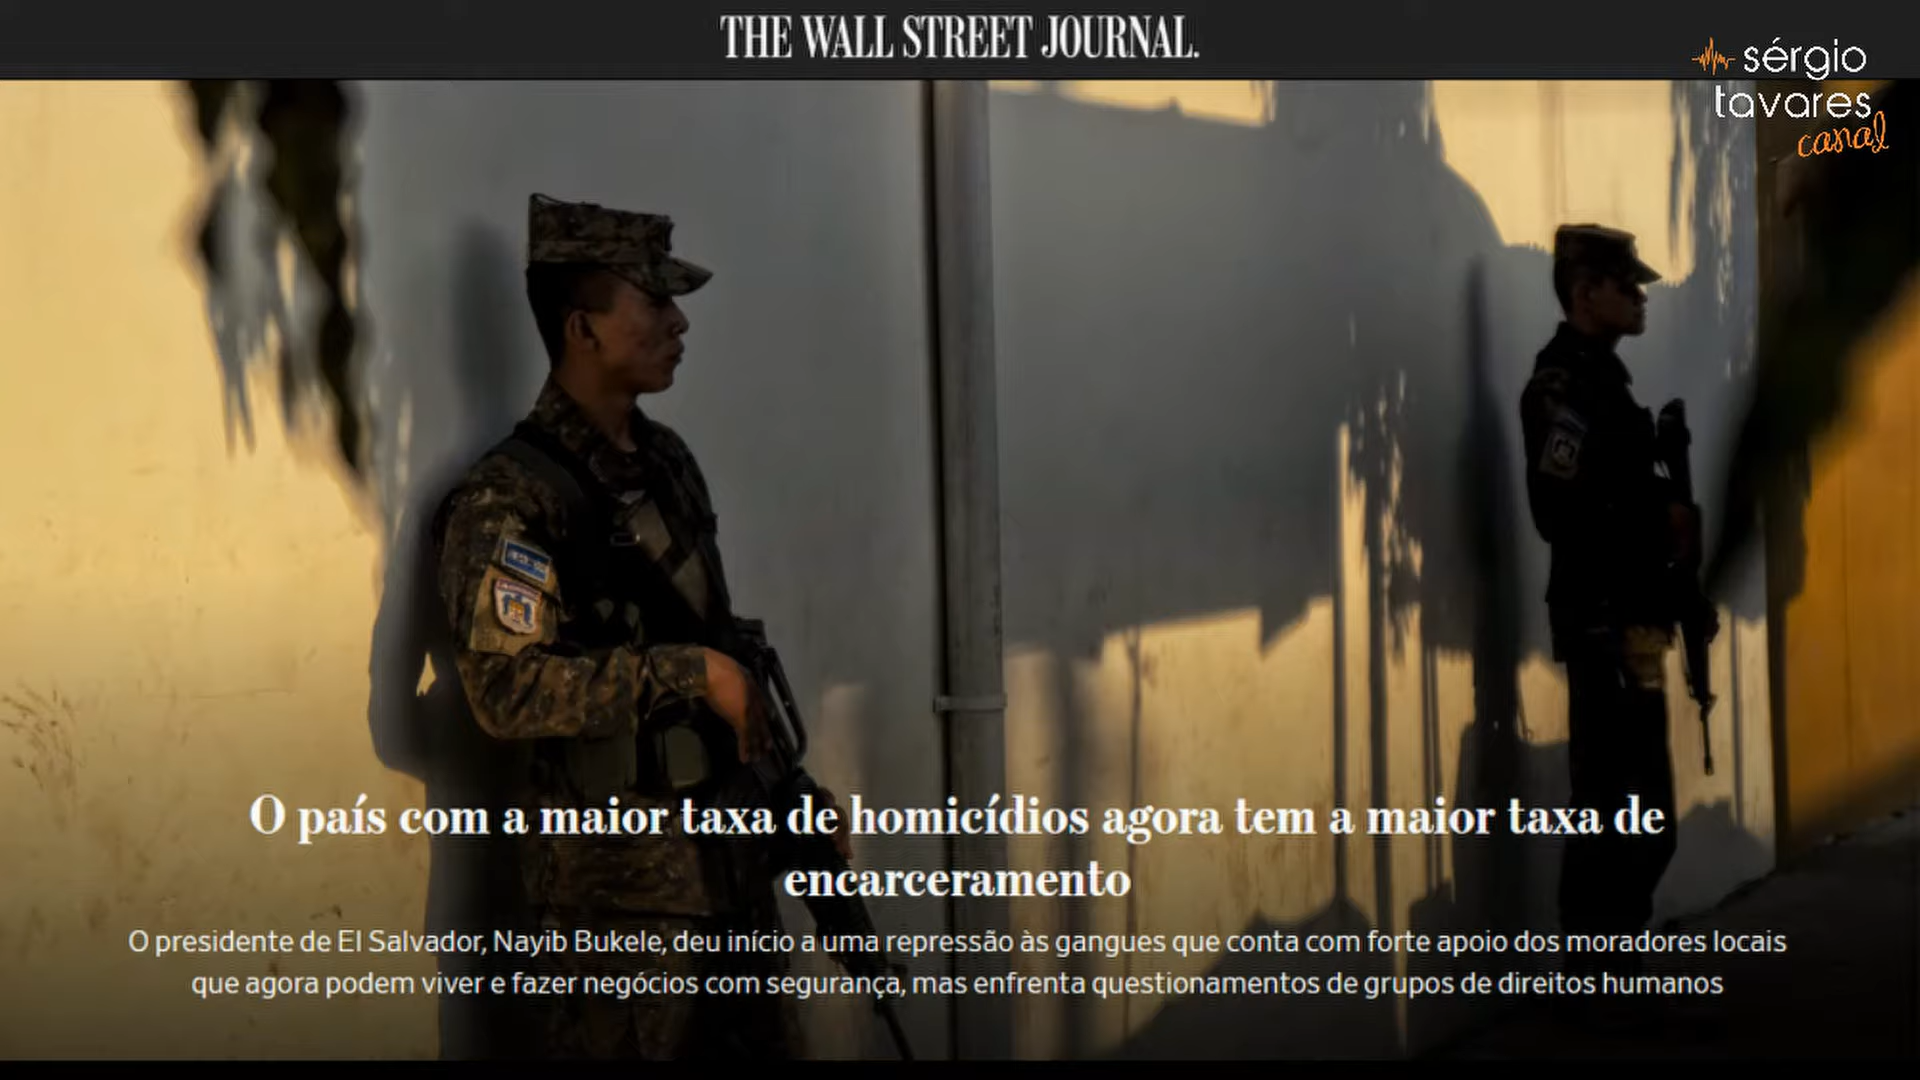 THE WALL STREET JOURNAL.
sérgio
tavares
canal
O país com a maior taxa de homicídios agora tem a maior taxa de
encarceramento
O presidente de El Salvador, Nayib Bukele, deu início a uma repressão às gangues que conta com forte apoio dos moradores locais
que agora podem viver e fazer negócios com segurança, mas enfrenta questionamentos de grupos de direitos humanos